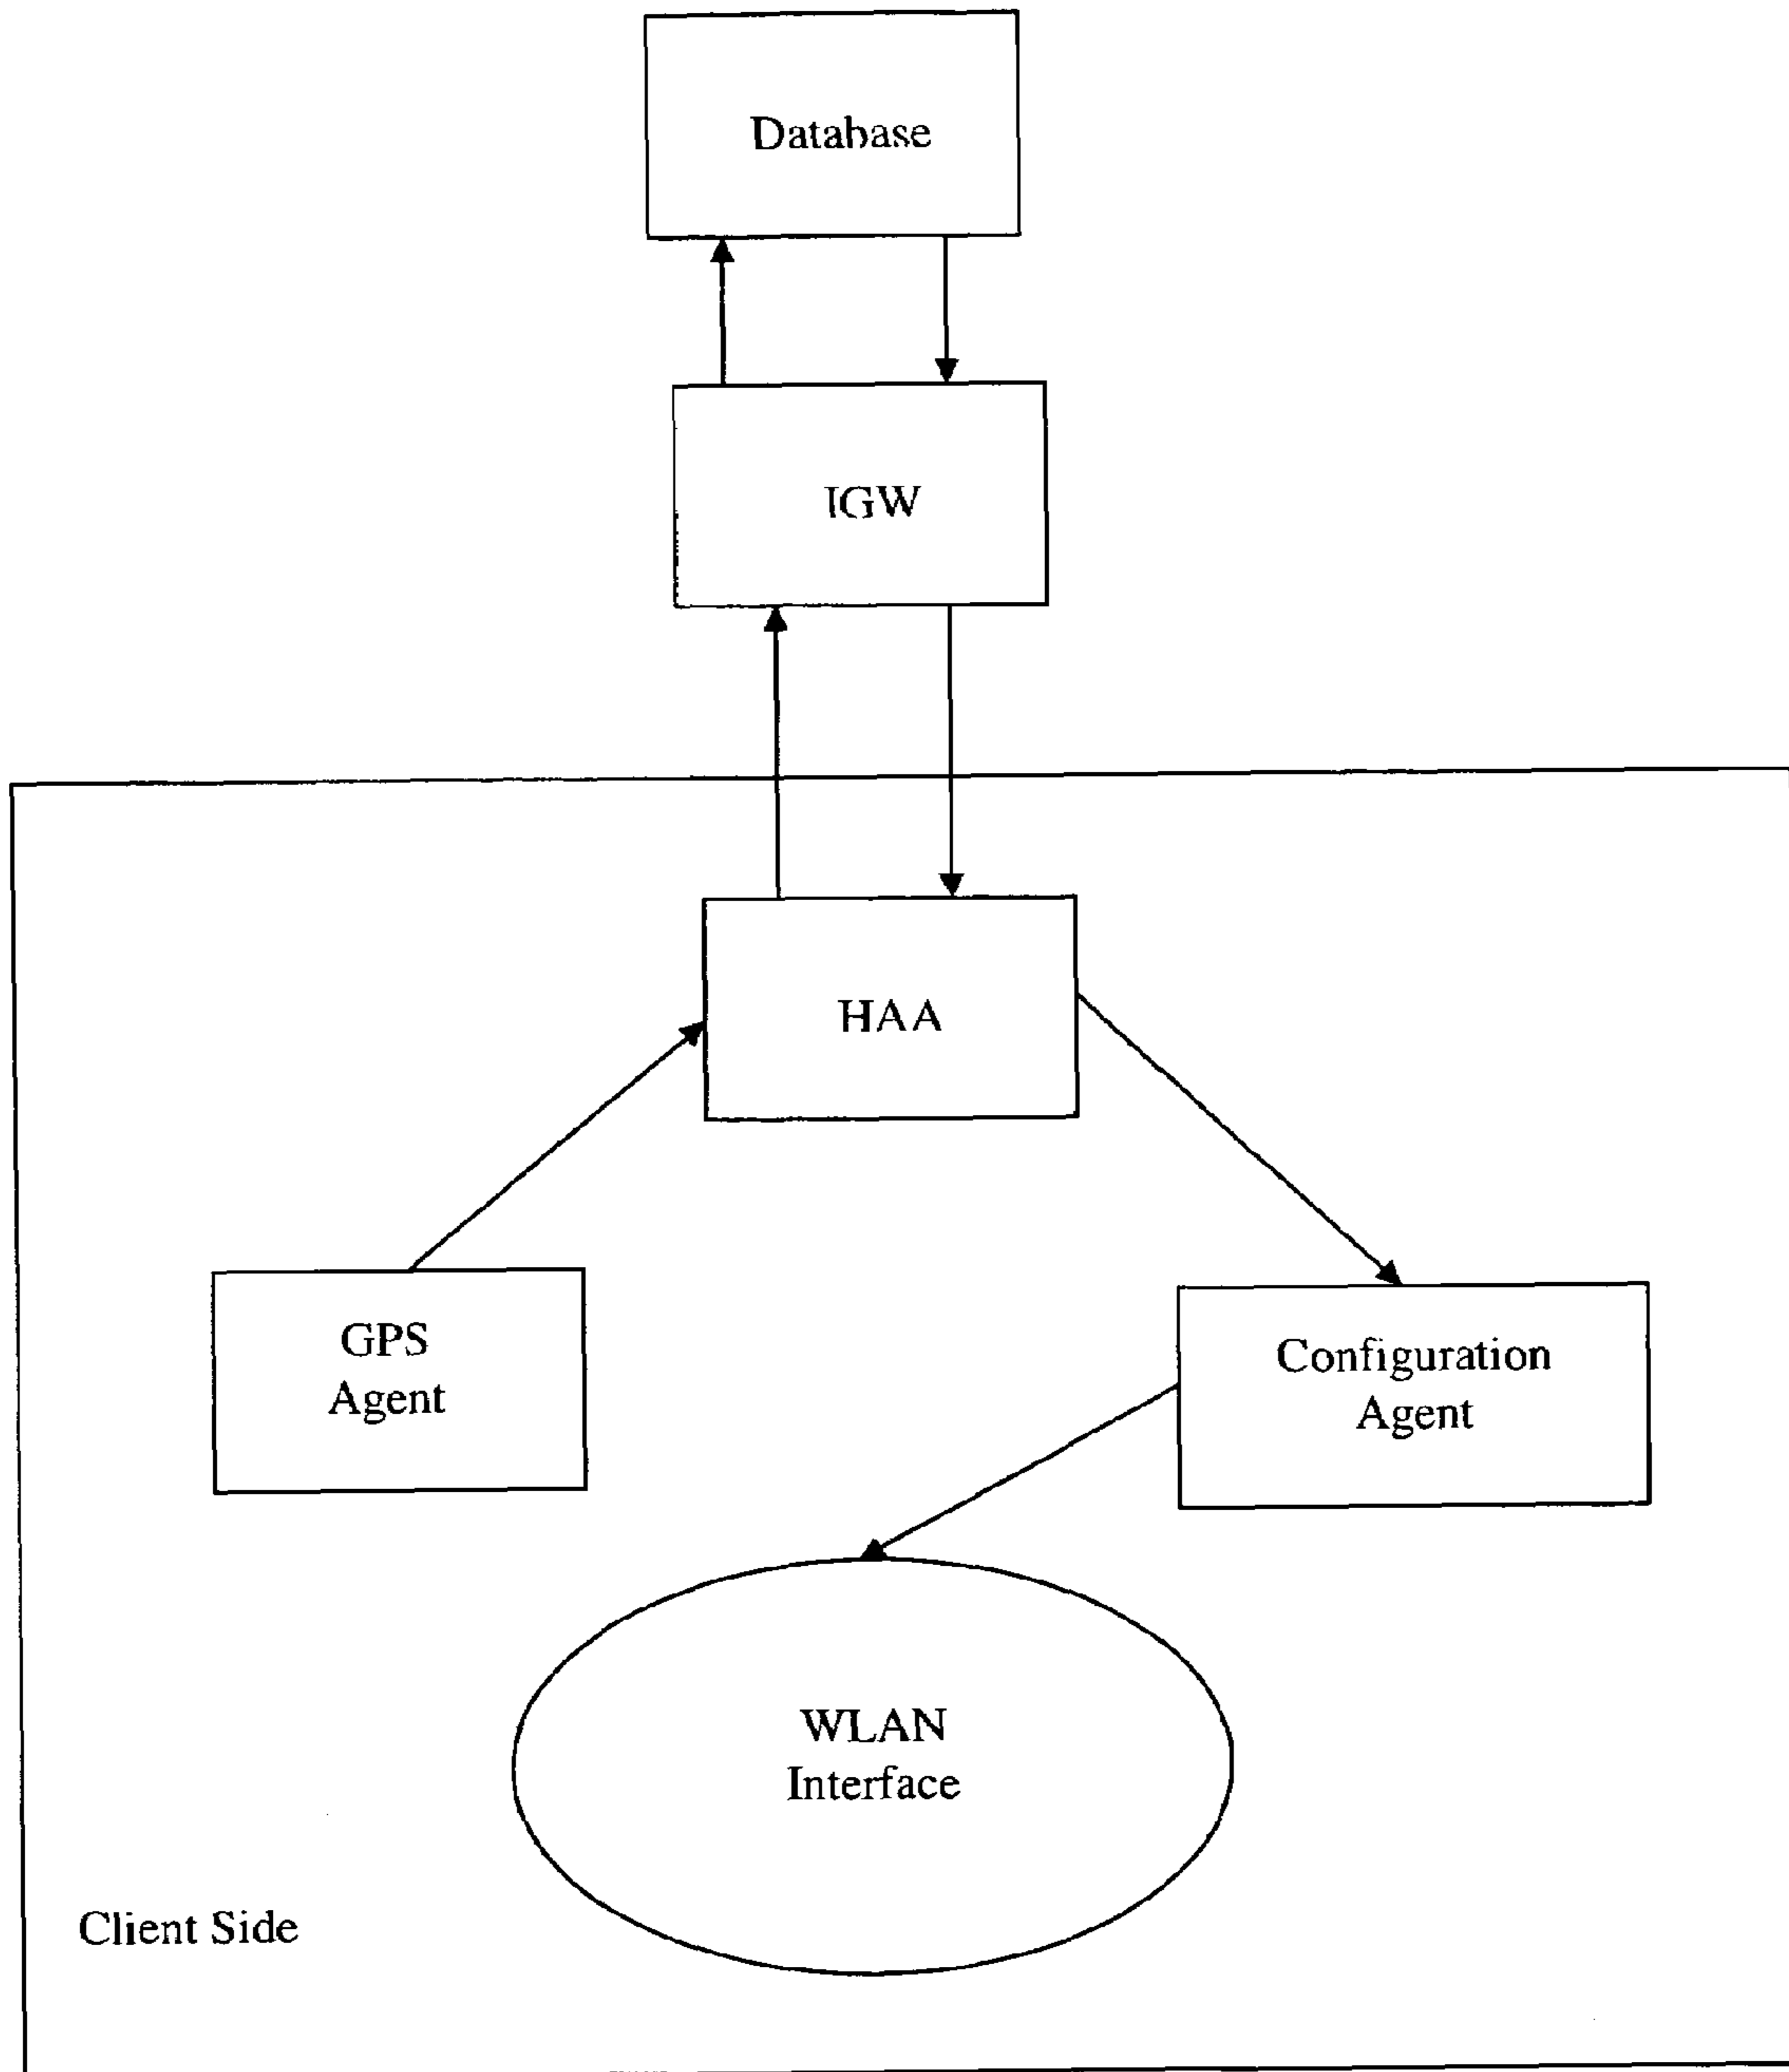 Database
IGW
HAA
GPS
Agent
Configuration
Agent
WLAN
Interface
Client Side